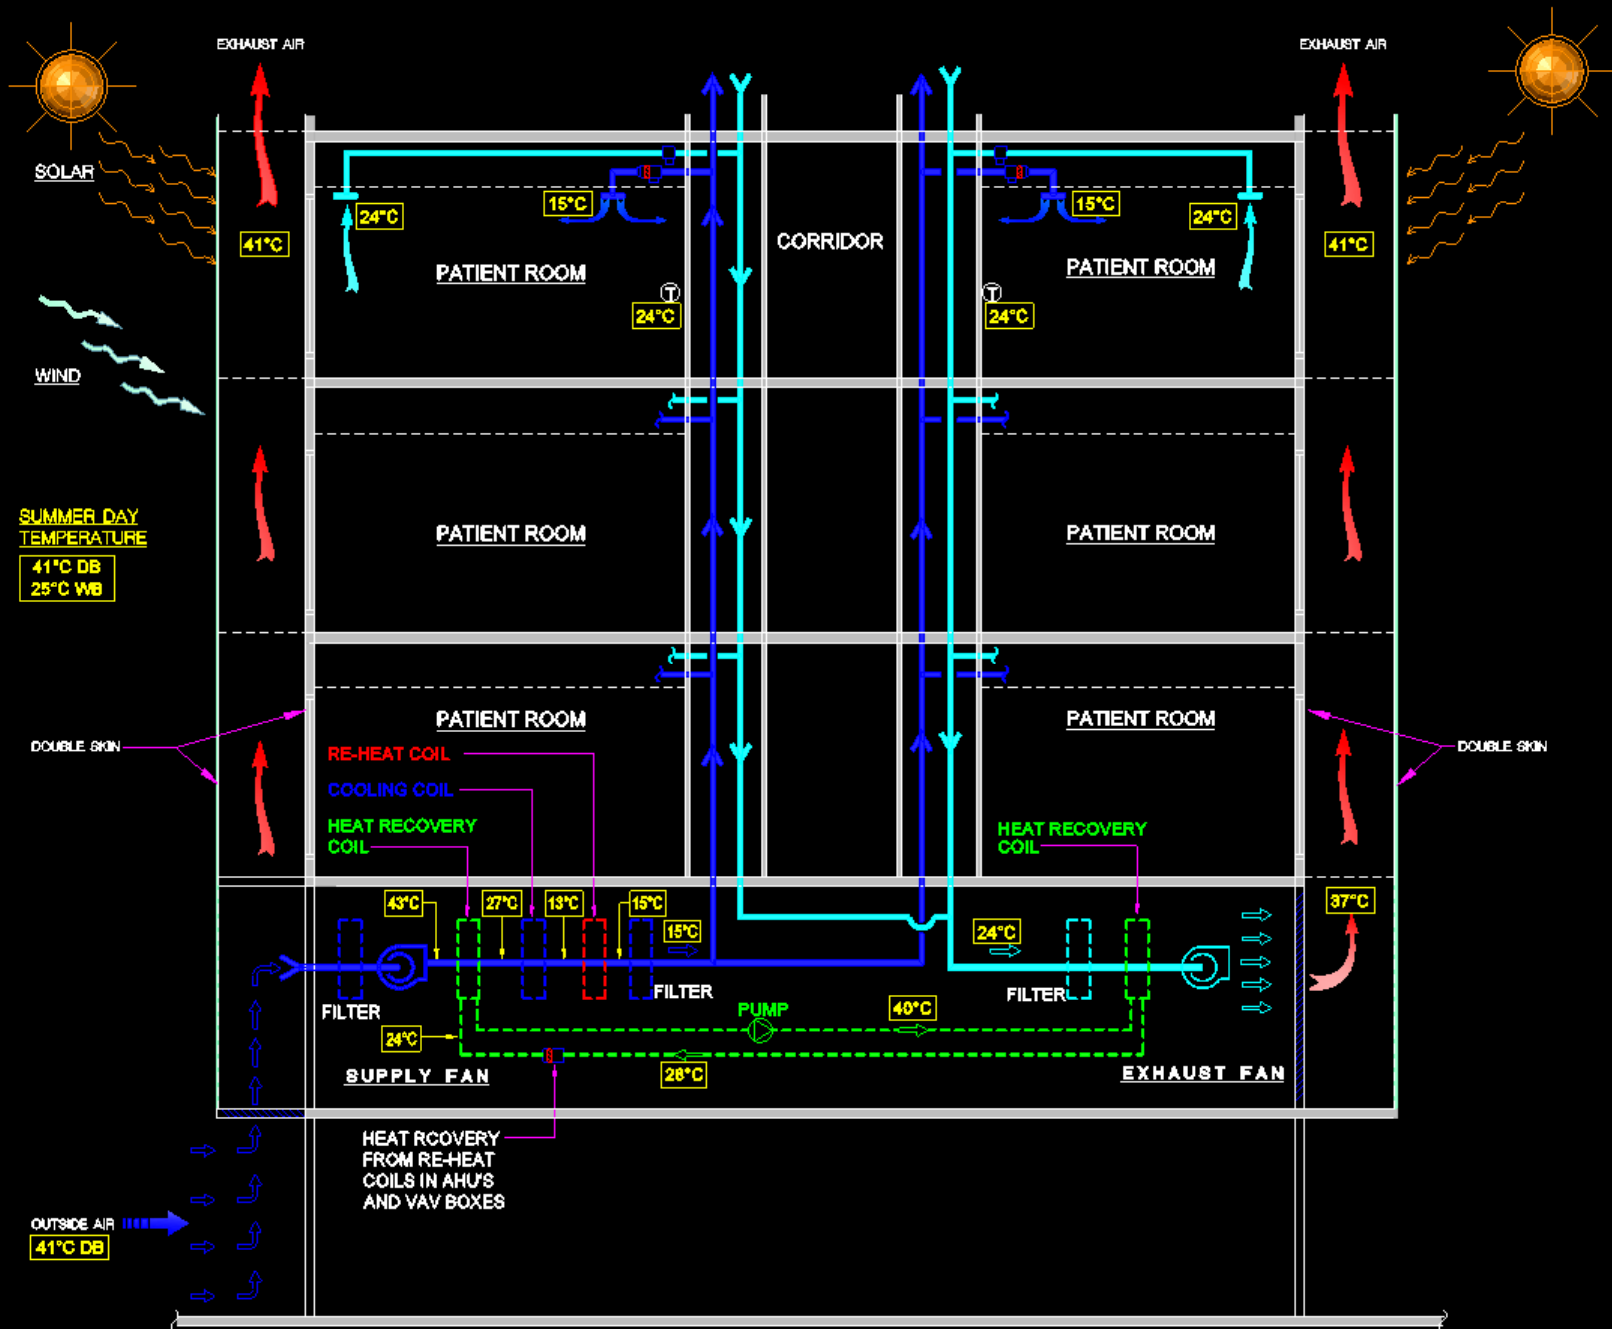 EXHAUST AIR
EXHAUST AIR
SOLAR
24°C
15°C
15°C
24°C
41°C
CORRIDOR
41°C
PATIENT ROOM
PATIENT ROOM
T
24°C
T
24°C
WIND
SUMMER DAY
TEMPERATURE
41°C DB
25°C WB
PATIENT ROOM
PATIENT ROOM
PATIENT ROOM
PATIENT ROOM
DOUBLE SKIN
DOUBLE SKIN
RE-HEAT COIL
COOLING COIL
HEAT RECOVERY
COIL
HEAT RECOVERY
COIL
43°C
27°C
13°C
15°C
15°C
24°C
37°C
FILTER
FILTER
FILTER
PUMP
40°C
24°C
28°C
SUPPLY FAN
EXHAUST FAN
HEAT RCOVERY
FROM RE-HEAT
COILS IN AHU'S
AND VAV BOXES
OUTSIDE AIR
41°C DB